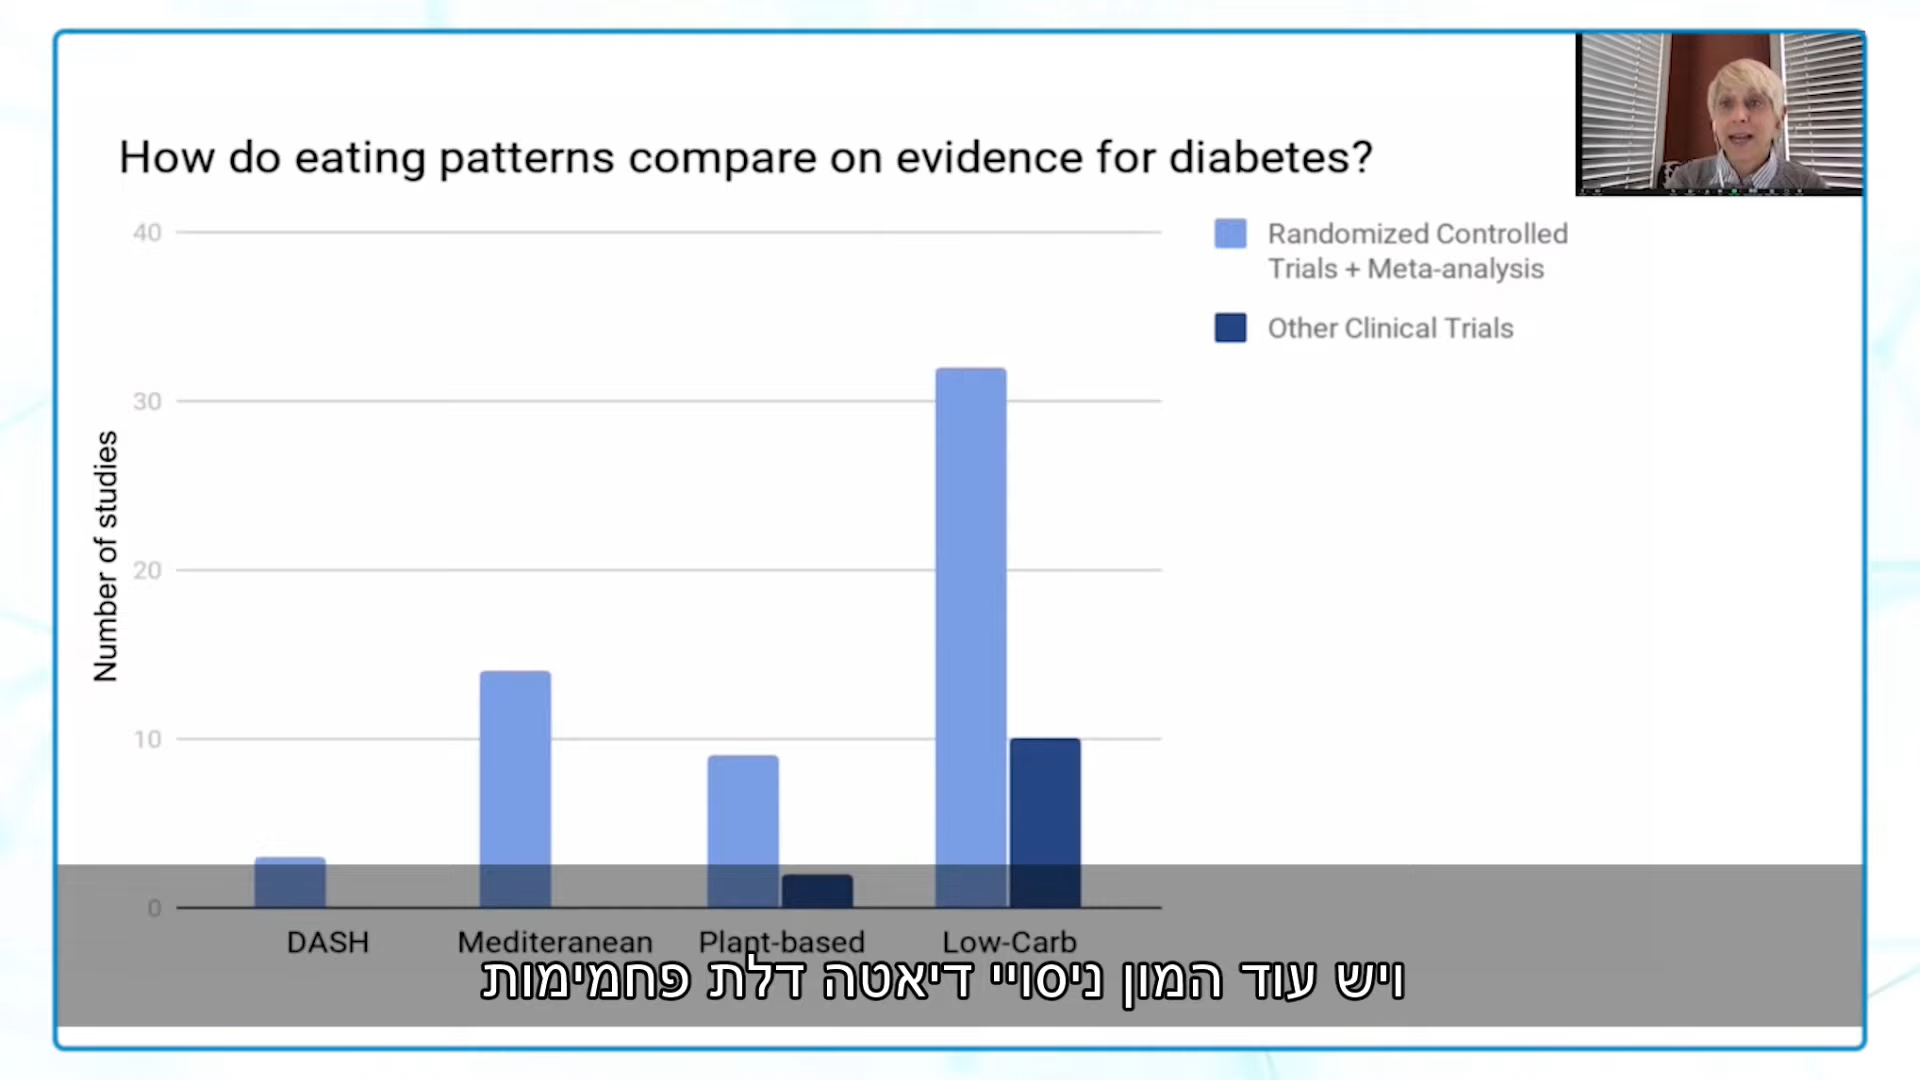 How do eating patterns compare on evidence for diabetes?
Randomized Controlled
Trials + Meta-analysis
Other Clinical Trials
Number of studies
40
30
20
10
0
DASH
Mediteranean
Plant-based
Low-Carb
ויש עוד המון ניסויי דיאטה דלת פחמימות